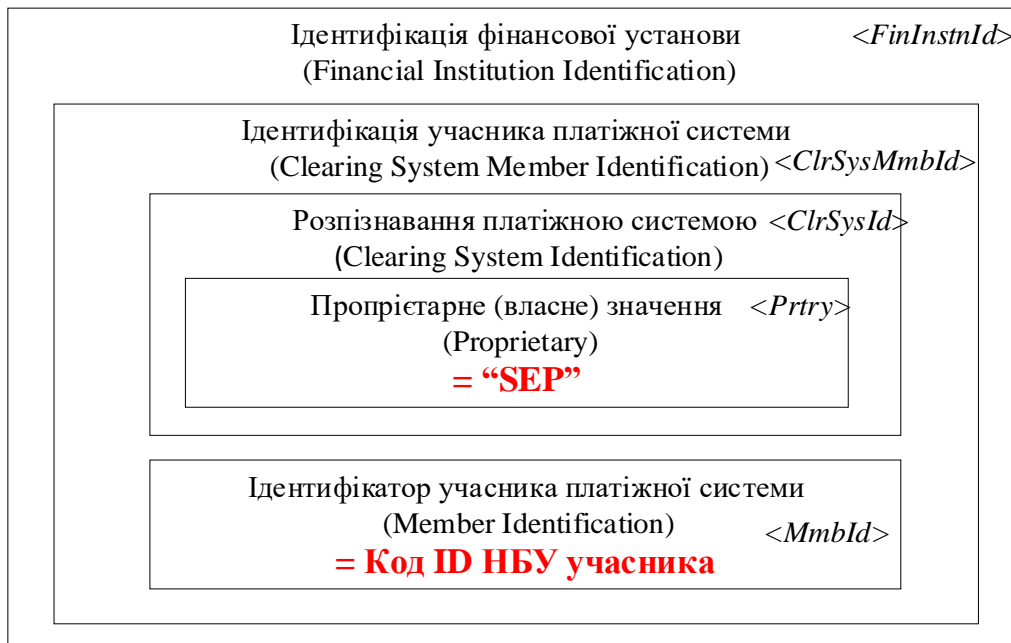 Ідентифікація фінансової установи <FinInstnId>
(Financial Institution Identification)
Ідентифікація учасника платіжної системи
(Clearing System Member Identification) <ClrSysMmbId>
Розпізнавання платіжною системою <ClrSysId>
(Clearing System Identification)
Пропрієтарне (власне) значення <Prtry>
(Proprietary)
= “SEP”
Ідентифікатор учасника платіжної системи
(Member Identification) <MmbId>
= Код ID НБУ учасника